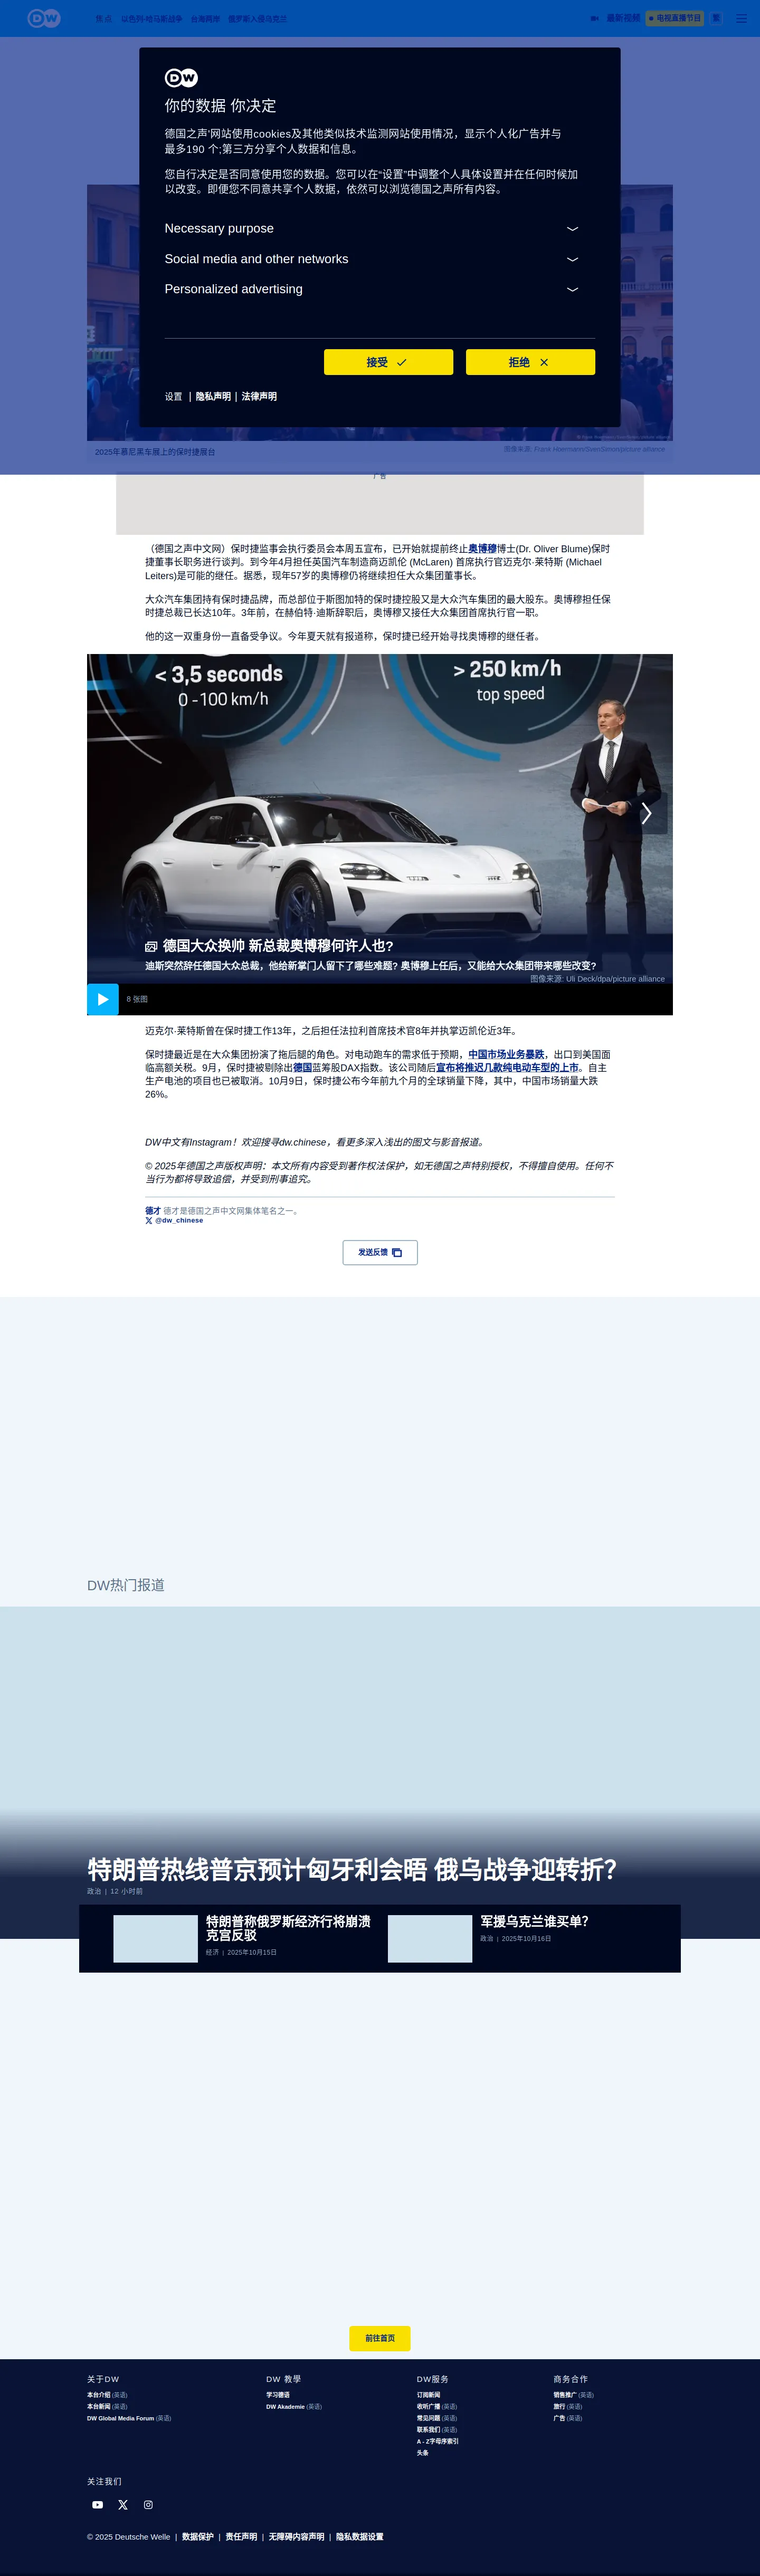 DW
焦点 以色列-哈马斯战争 台海两岸 俄罗斯入侵乌克兰
最新视频 电视直播节目 繁
DW
你的数据 你决定
德国之声'网站使用cookies及其他类似技术监测网站使用情况，显示个人化广告并与
最多190 个;第三方分享个人数据和信息。
您自行决定是否同意使用您的数据。您可以在“设置”中调整个人具体设置并在任何时候加
以改变。即便您不同意共享个人数据，依然可以浏览德国之声所有内容。
Necessary purpose
Social media and other networks
Personalized advertising
接受 拒绝
设置 | 隐私声明 | 法律声明
2025年慕尼黑车展上的保时捷展台
图像来源: Frank Hoermann/SvenSimon/picture alliance
广告
（德国之声中文网）保时捷监事会执行委员会本周五宣布，已开始就提前终止奥博穆博士(Dr. Oliver Blume)保时
捷董事长职务进行谈判。到今年4月担任英国汽车制造商迈凯伦 (McLaren) 首席执行官迈克尔·莱特斯 (Michael
Leiters)是可能的继任。据悉，现年57岁的奥博穆仍将继续担任大众集团董事长。
大众汽车集团持有保时捷品牌，而总部位于斯图加特的保时捷控股又是大众汽车集团的最大股东。奥博穆担任保
时捷总裁已长达10年。3年前，在赫伯特·迪斯辞职后，奥博穆又接任大众集团首席执行官一职。
他的这一双重身份一直备受争议。今年夏天就有报道称，保时捷已经开始寻找奥博穆的继任者。
< 3,5 seconds
0 -100 km/h
> 250 km/h
top speed
德国大众换帅 新总裁奥博穆何许人也?
迪斯突然辞任德国大众总裁，他给新掌门人留下了哪些难题? 奥博穆上任后，又能给大众集团带来哪些改变?
图像来源: Uli Deck/dpa/picture alliance
8 张图
迈克尔·莱特斯曾在保时捷工作13年，之后担任法拉利首席技术官8年并执掌迈凯伦近3年。
保时捷最近是在大众集团扮演了拖后腿的角色。对电动跑车的需求低于预期，中国市场业务暴跌，出口到美国面
临高额关税。9月，保时捷被剔除出德国蓝筹股DAX指数。该公司随后宣布将推迟几款纯电动车型的上市。自主
生产电池的项目也已被取消。10月9日，保时捷公布今年前九个月的全球销量下降，其中，中国市场销量大跌
26%。
DW中文有Instagram！欢迎搜寻dw.chinese，看更多深入浅出的图文与影音报道。
© 2025年德国之声版权声明：本文所有内容受到著作权法保护，如无德国之声特别授权，不得擅自使用。任何不
当行为都将导致追偿，并受到刑事追究。
德才 德才是德国之声中文网集体笔名之一。
@dw_chinese
发送反馈
DW热门报道
特朗普热线普京预计匈牙利会晤 俄乌战争迎转折？
政治 | 12 小时前
特朗普称俄罗斯经济行将崩溃
克宫反驳
经济 | 2025年10月15日
军援乌克兰谁买单？
政治 | 2025年10月16日
前往首页
关于DW
本台介绍 (英语)
本台新闻 (英语)
DW Global Media Forum (英语)
DW 教學
学习德语
DW Akademie (英语)
DW服务
订阅新闻
收听广播 (英语)
常见问题 (英语)
联系我们 (英语)
A - Z字母序索引
头条
商务合作
销售推广 (英语)
旅行 (英语)
广告 (英语)
关注我们
© 2025 Deutsche Welle | 数据保护 | 责任声明 | 无障碍内容声明 | 隐私数据设置